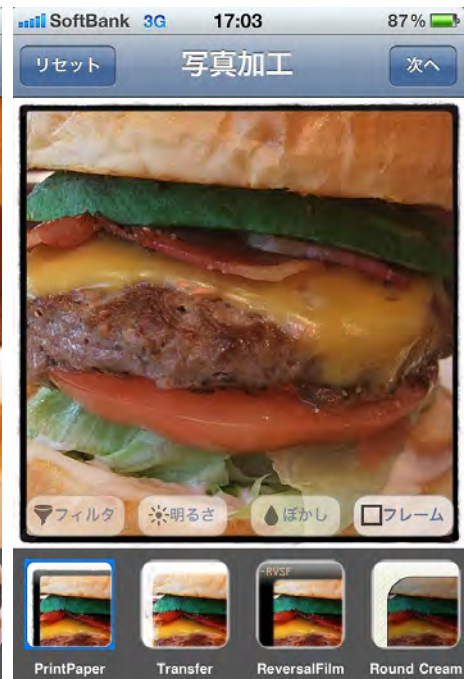 SoftBank 3G 17:03 87%
リセット 写真加工 次へ
フィルタ 明るさ ぼかし フレーム
-RVSF
PrintPaper Transfer ReversalFilm Round Cream